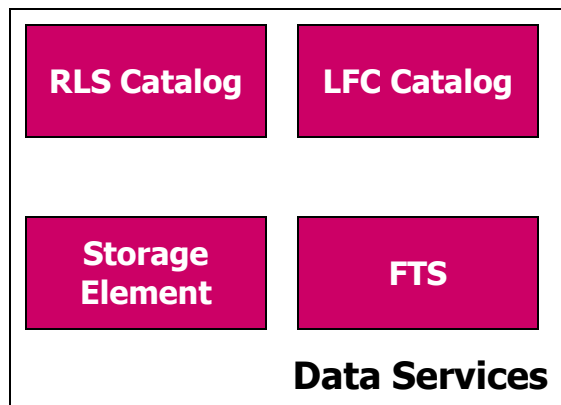 RLS Catalog
LFC Catalog
Storage
Element
FTS
Data Services